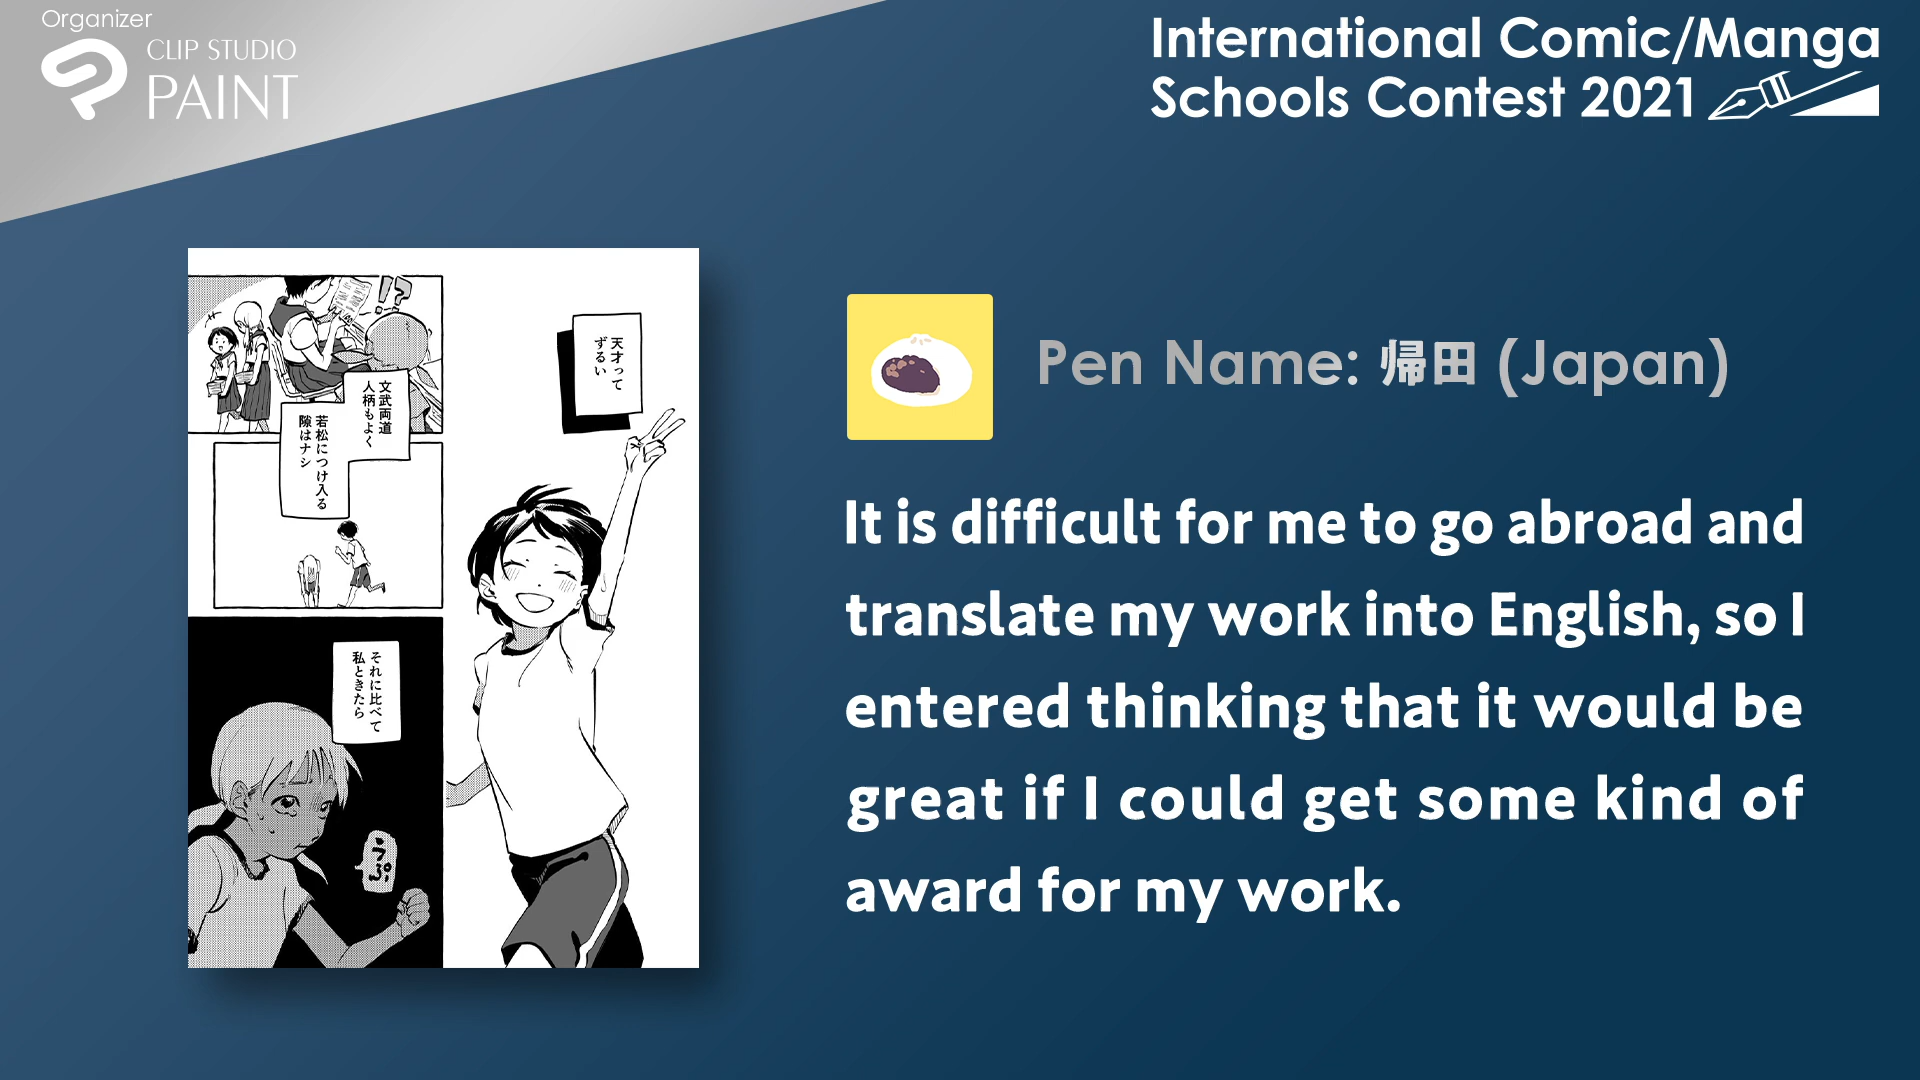 Organizer
CLIP STUDIO
PAINT
International Comic/Manga
Schools Contest 2021
天才って
ずるい
!?
文武両道
人柄もよく
若松につけ入る
隙はナシ
それに比べて
私ときたら
うぷ
Pen Name: 帰田 (Japan)
It is difficult for me to go abroad and
translate my work into English, so I
entered thinking that it would be
great if I could get some kind of
award for my work.